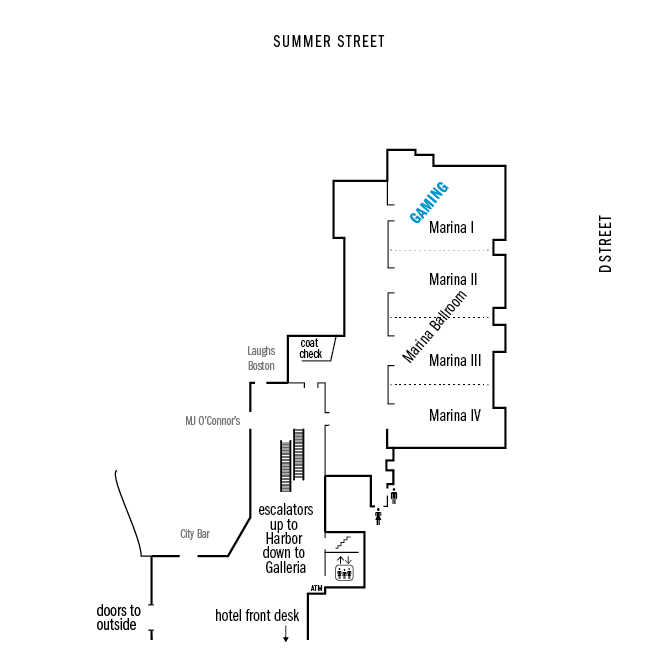 SUMMER STREET
GAMING
Marina I
D STREET
Marina II
Marina Ballroom
coat
check
Laughs
Boston
Marina III
MJ O'Connor's
Marina IV
escalators
up to
Harbor
down to
Galleria
City Bar
ATM
doors to
outside
hotel front desk